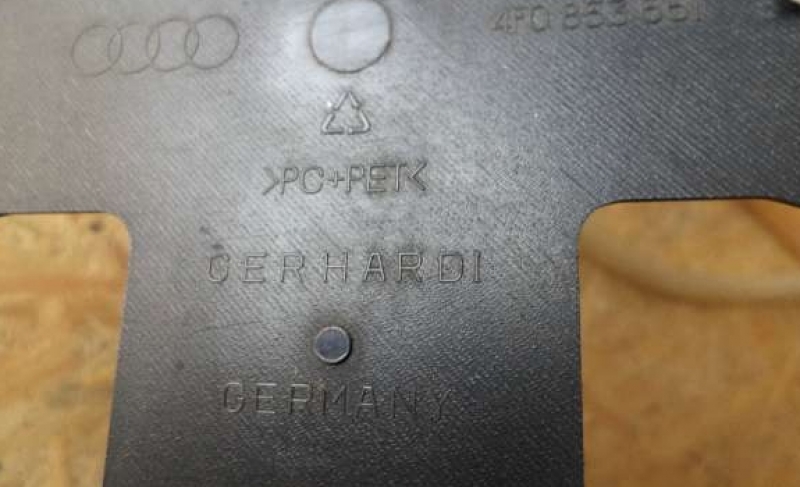 4F0 853 651
>PC+PET<
GERHARDI
GERMANY